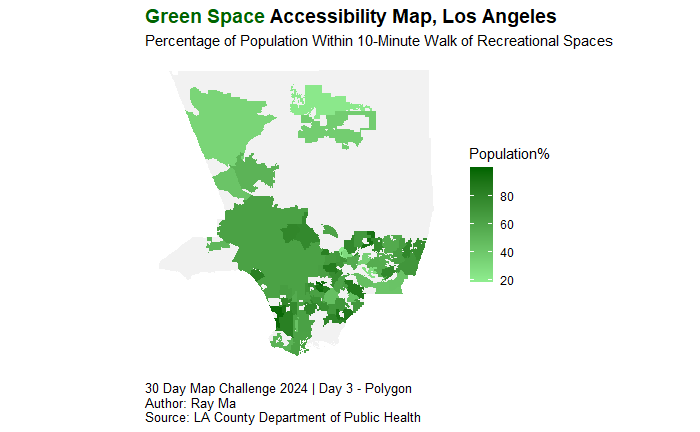 Green Space Accessibility Map, Los Angeles
Percentage of Population Within 10-Minute Walk of Recreational Spaces
Population%
80
60
40
20
30 Day Map Challenge 2024 | Day 3 - Polygon
Author: Ray Ma
Source: LA County Department of Public Health